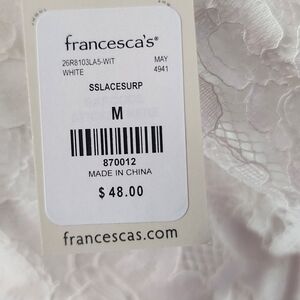 francesca's®
26R8103LA5-WIT MAY
WHITE 4941
SSLACESURP
M
870012
MADE IN CHINA
$48.00
francescas.com